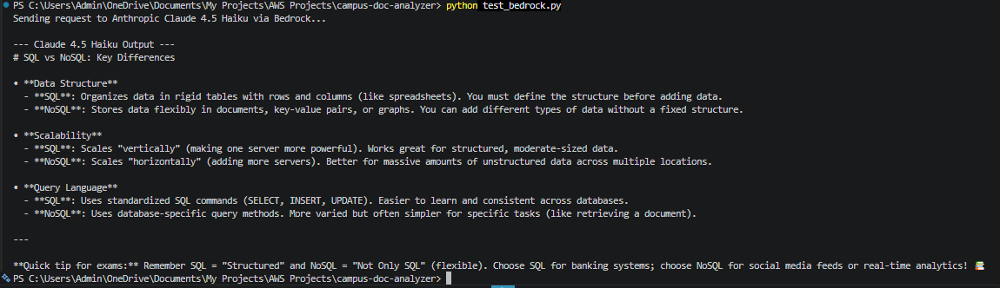 PS C:\Users\Admin\OneDrive\Documents\My Projects\AWS Projects\campus-doc-analyzer> python test_bedrock.py
Sending request to Anthropic Claude 4.5 Haiku via Bedrock...
--- Claude 4.5 Haiku Output ---
# SQL vs NoSQL: Key Differences
• **Data Structure**
- **SQL**: Organizes data in rigid tables with rows and columns (like spreadsheets). You must define the structure before adding data.
- **NoSQL**: Stores data flexibly in documents, key-value pairs, or graphs. You can add different types of data without a fixed structure.
• **Scalability**
- **SQL**: Scales "vertically" (making one server more powerful). Works great for structured, moderate-sized data.
- **NoSQL**: Scales "horizontally" (adding more servers). Better for massive amounts of unstructured data across multiple locations.
• **Query Language**
- **SQL**: Uses standardized SQL commands (SELECT, INSERT, UPDATE). Easier to learn and consistent across databases.
- **NoSQL**: Uses database-specific query methods. More varied but often simpler for specific tasks (like retrieving a document).
---
**Quick tip for exams:** Remember SQL = "Structured" and NoSQL = "Not Only SQL" (flexible). Choose SQL for banking systems; choose NoSQL for social media feeds or real-time analytics! 📚
PS C:\Users\Admin\OneDrive\Documents\My Projects\AWS Projects\campus-doc-analyzer>